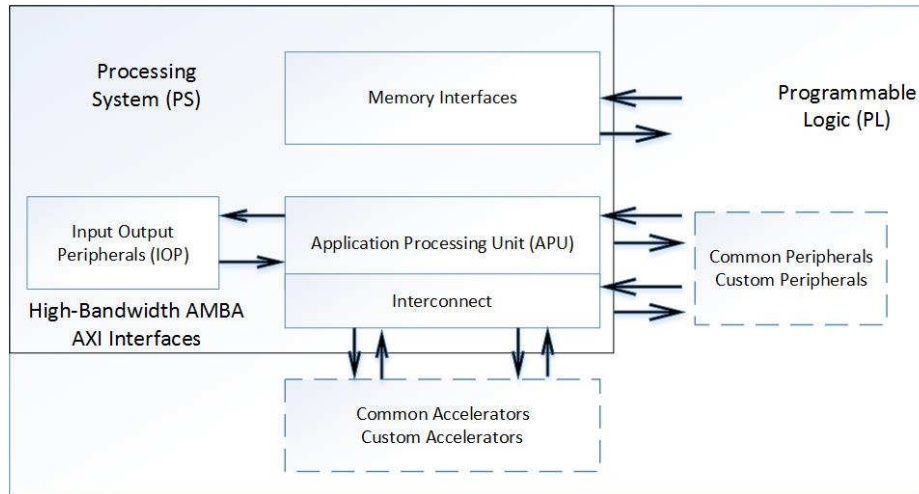 Processing
System (PS)
Memory Interfaces
Programmable
Logic (PL)
Input Output
Peripherals (IOP)
Application Processing Unit (APU)
Interconnect
Common Peripherals
Custom Peripherals
High-Bandwidth AMBA
AXI Interfaces
Common Accelerators
Custom Accelerators